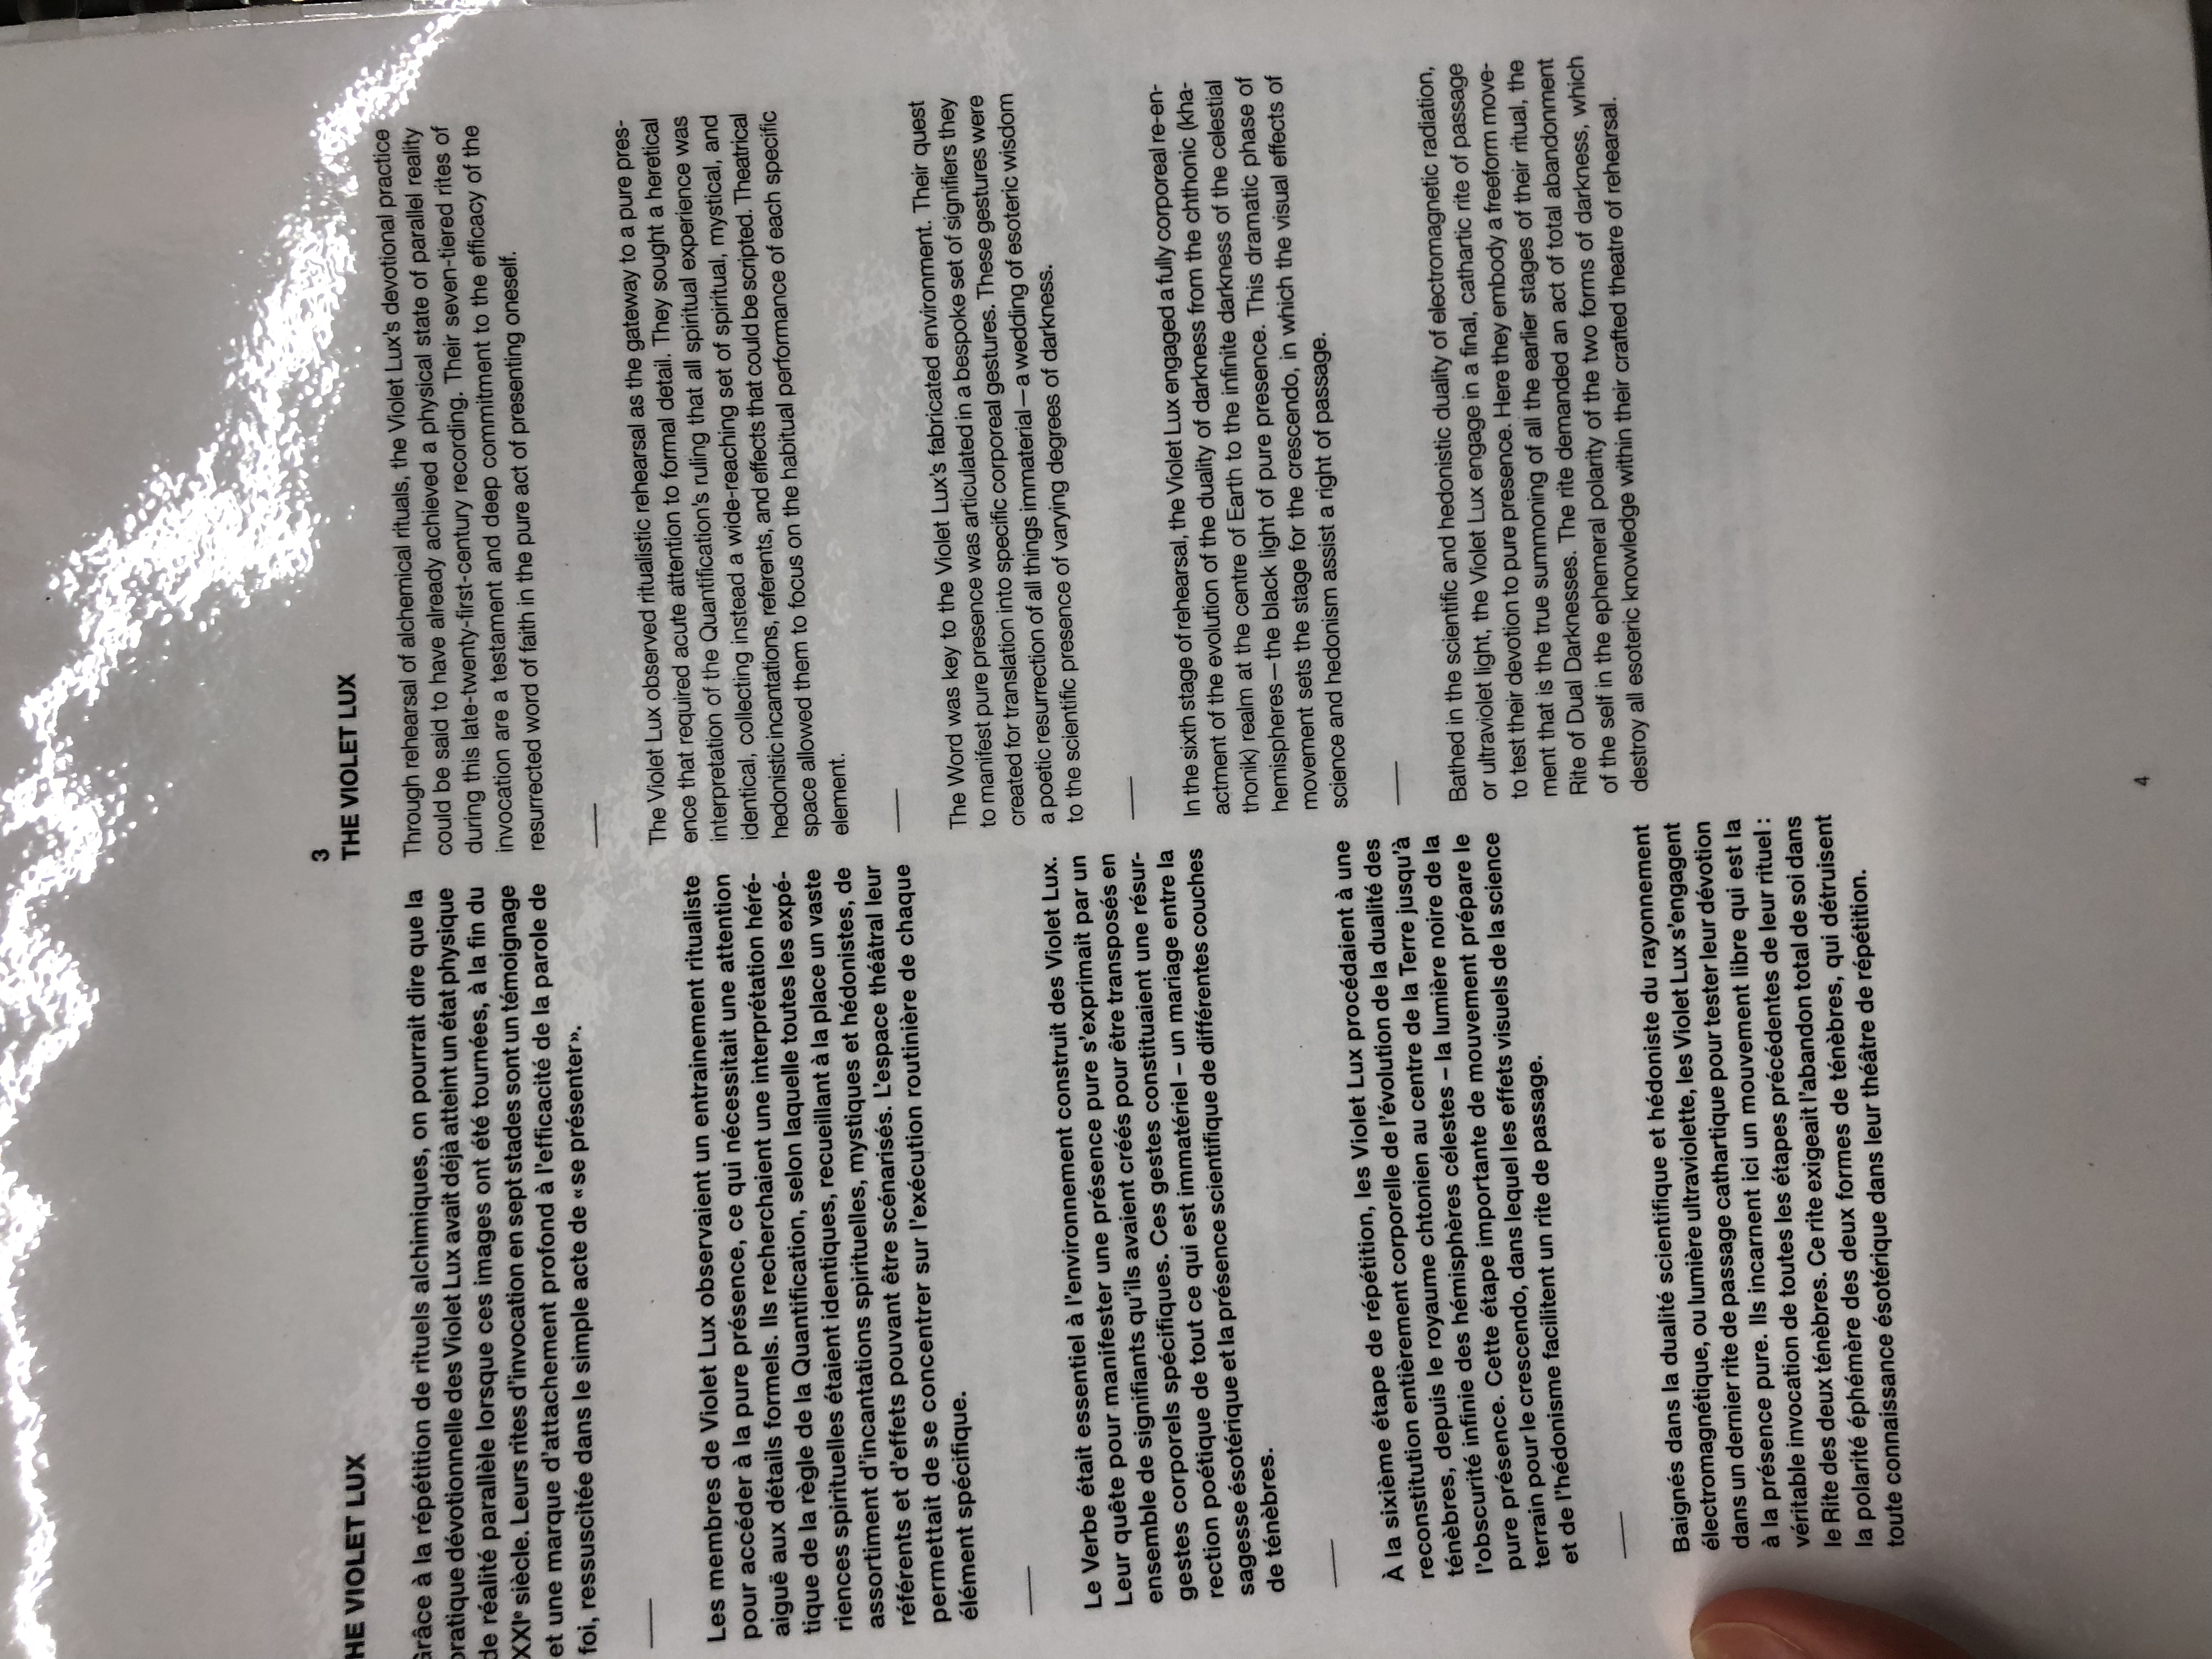 HE VIOLET LUX
Grâce à la répétition de rituels alchimiques, on pourrait dire que la
pratique dévotionnelle des Violet Lux avait déjà atteint un état physique
de réalité parallèle lorsque ces images ont été tournées, à la fin du
XXIe siècle. Leurs rites d'invocation en sept stades sont un témoignage
et une marque d'attachement profond à l'efficacité de la parole de
foi, ressuscitée dans le simple acte de «se présenter».
Les membres de Violet Lux observaient un entrainement ritualiste
pour accéder à la pure présence, ce qui nécessitait une attention
aiguë aux détails formels. Ils recherchaient une interprétation héré-
tique de la règle de la Quantification, selon laquelle toutes les expé-
riences spirituelles étaient identiques, recueillant à la place un vaste
assortiment d'incantations spirituelles, mystiques et hédonistes, de
référents et d'effets pouvant être scénarisés. L'espace théâtral leur
permettait de se concentrer sur l'exécution routinière de chaque
élément spécifique.
Le Verbe était essentiel à l'environnement construit des Violet Lux.
Leur quête pour manifester une présence pure s'exprimait par un
ensemble de signifiants qu'ils avaient créés pour être transposés en
gestes corporels spécifiques. Ces gestes constituaient une résur-
rection poétique de tout ce qui est immatériel – un mariage entre la
sagesse ésotérique et la présence scientifique de différentes couches
de ténèbres.
À la sixième étape de répétition, les Violet Lux procédaient à une
reconstitution entièrement corporelle de l'évolution de la dualité des
ténèbres, depuis le royaume chtonien au centre de la Terre jusqu'à
l'obscurité infinie des hémisphères célestes – la lumière noire de la
pure présence. Cette étape importante de mouvement prépare le
terrain pour le crescendo, dans lequel les effets visuels de la science
et de l'hédonisme facilitent un rite de passage.
Baignés dans la dualité scientifique et hédoniste du rayonnement
électromagnétique, ou lumière ultraviolette, les Violet Lux s'engagent
dans un dernier rite de passage cathartique pour tester leur dévotion
à la présence pure. Ils incarnent ici un mouvement libre qui est la
véritable invocation de toutes les étapes précédentes de leur rituel :
le Rite des deux ténèbres. Ce rite exigeait l'abandon total de soi dans
la polarité éphémère des deux formes de ténèbres, qui détruisent
toute connaissance ésotérique dans leur théâtre de répétition.
3
THE VIOLET LUX
Through rehearsal of alchemical rituals, the Violet Lux's devotional practice
could be said to have already achieved a physical state of parallel reality
during this late-twenty-first-century recording. Their seven-tiered rites of
invocation are a testament and deep commitment to the efficacy of the
resurrected word of faith in the pure act of presenting oneself.
The Violet Lux observed ritualistic rehearsal as the gateway to a pure pres-
ence that required acute attention to formal detail. They sought a heretical
interpretation of the Quantification's ruling that all spiritual experience was
identical, collecting instead a wide-reaching set of spiritual, mystical, and
hedonistic incantations, referents, and effects that could be scripted. Theatrical
space allowed them to focus on the habitual performance of each specific
element.
The Word was key to the Violet Lux's fabricated environment. Their quest
to manifest pure presence was articulated in a bespoke set of signifiers they
created for translation into specific corporeal gestures. These gestures were
a poetic resurrection of all things immaterial—a wedding of esoteric wisdom
to the scientific presence of varying degrees of darkness.
In the sixth stage of rehearsal, the Violet Lux engaged a fully corporeal re-en-
actment of the evolution of the duality of darkness from the chthonic (kha-
thonik) realm at the centre of Earth to the infinite darkness of the celestial
hemispheres—the black light of pure presence. This dramatic phase of
movement sets the stage for the crescendo, in which the visual effects of
science and hedonism assist a right of passage.
Bathed in the scientific and hedonistic duality of electromagnetic radiation,
or ultraviolet light, the Violet Lux engage in a final, cathartic rite of passage
to test their devotion to pure presence. Here they embody a freeform move-
ment that is the true summoning of all the earlier stages of their ritual, the
Rite of Dual Darknesses. The rite demanded an act of total abandonment
of the self in the ephemeral polarity of the two forms of darkness, which
destroy all esoteric knowledge within their crafted theatre of rehearsal.
4